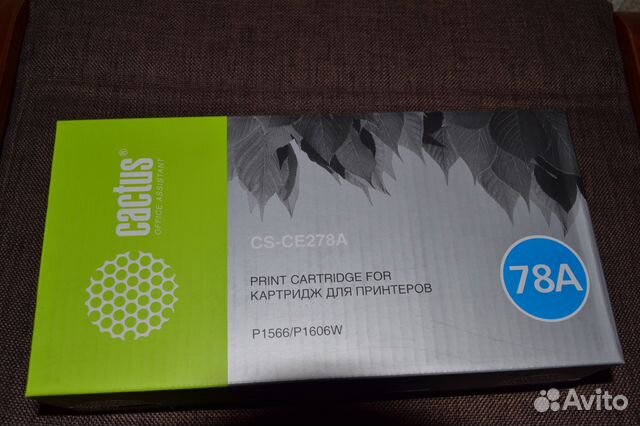 cactus®
OFFICE ASSISTANT
CS-CE278A
PRINT CARTRIDGE FOR
КАРТРИДЖ ДЛЯ ПРИНТЕРОВ
P1566/P1606W
78A
Avito